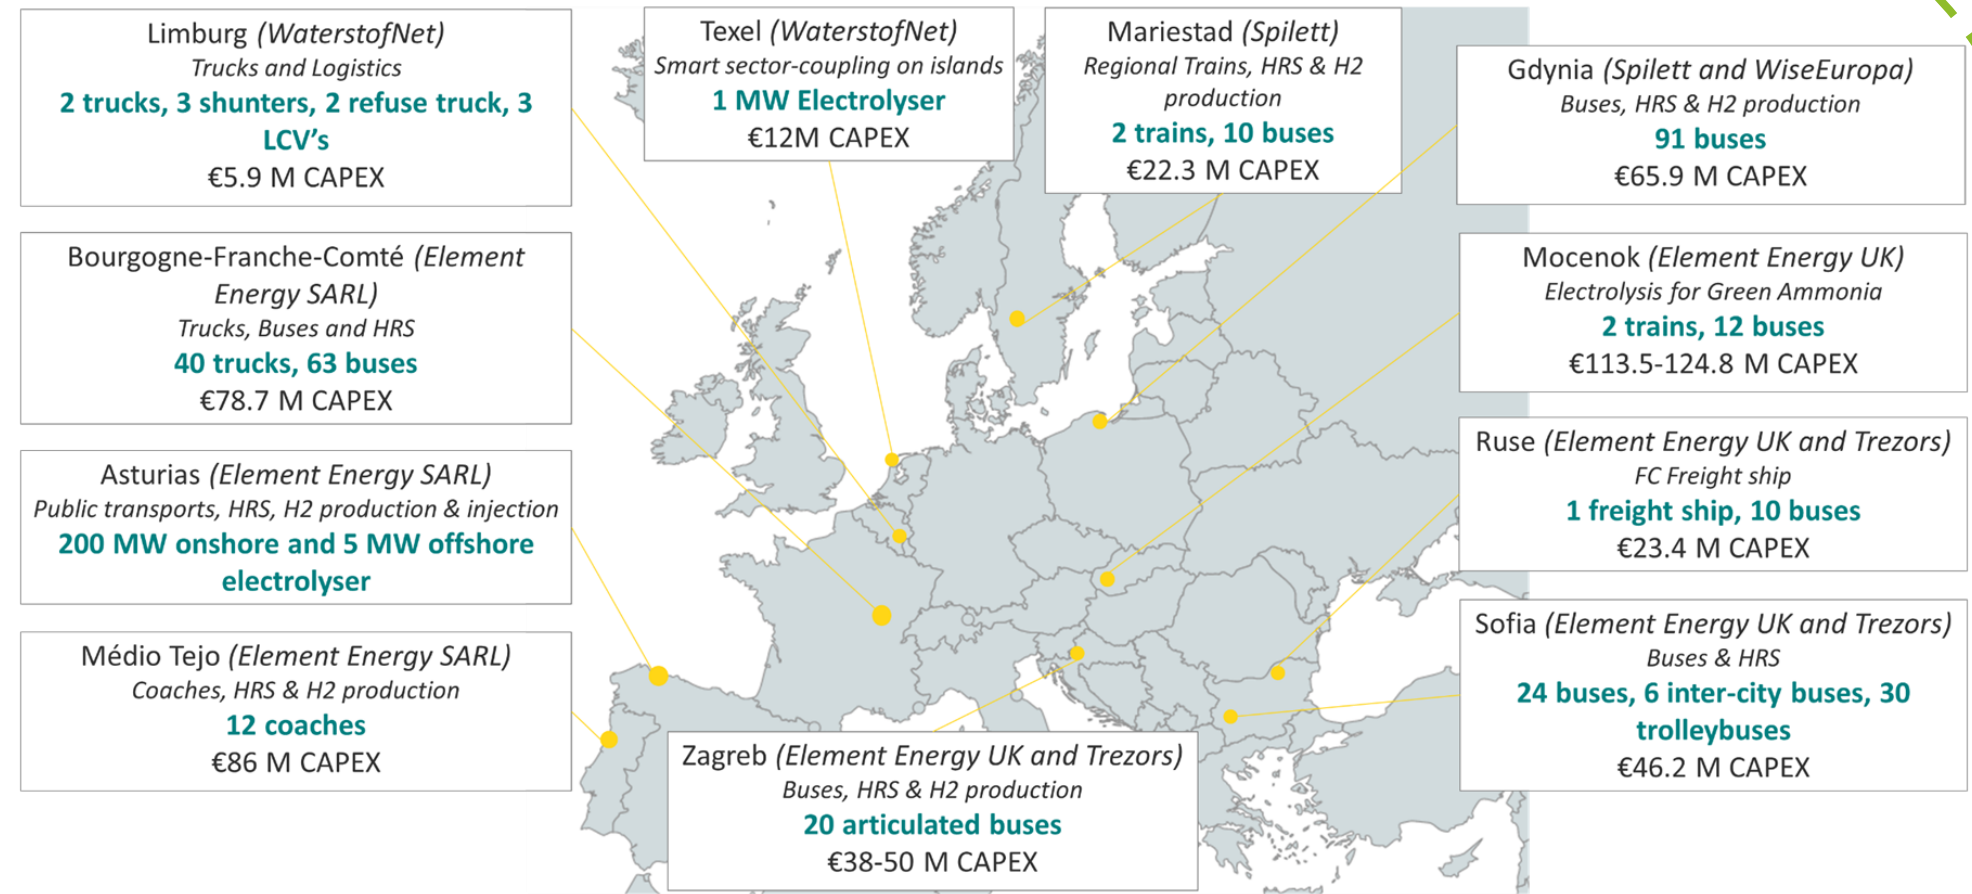 Limburg (WaterstofNet)
Trucks and Logistics
2 trucks, 3 shunters, 2 refuse truck, 3
LCV’s
€5.9 M CAPEX
Texel (WaterstofNet)
Smart sector-coupling on islands
1 MW Electrolyser
€12M CAPEX
Mariestad (Spilett)
Regional Trains, HRS & H2
production
2 trains, 10 buses
€22.3 M CAPEX
Gdynia (Spilett and WiseEuropa)
Buses, HRS & H2 production
91 buses
€65.9 M CAPEX
Bourgogne-Franche-Comté (Element
Energy SARL)
Trucks, Buses and HRS
40 trucks, 63 buses
€78.7 M CAPEX
Mocenok (Element Energy UK)
Electrolysis for Green Ammonia
2 trains, 12 buses
€113.5-124.8 M CAPEX
Asturias (Element Energy SARL)
Public transports, HRS, H2 production & injection
200 MW onshore and 5 MW offshore
electrolyser
Ruse (Element Energy UK and Trezors)
FC Freight ship
1 freight ship, 10 buses
€23.4 M CAPEX
Médio Tejo (Element Energy SARL)
Coaches, HRS & H2 production
12 coaches
€86 M CAPEX
Zagreb (Element Energy UK and Trezors)
Buses, HRS & H2 production
20 articulated buses
€38-50 M CAPEX
Sofia (Element Energy UK and Trezors)
Buses & HRS
24 buses, 6 inter-city buses, 30
trolleybuses
€46.2 M CAPEX